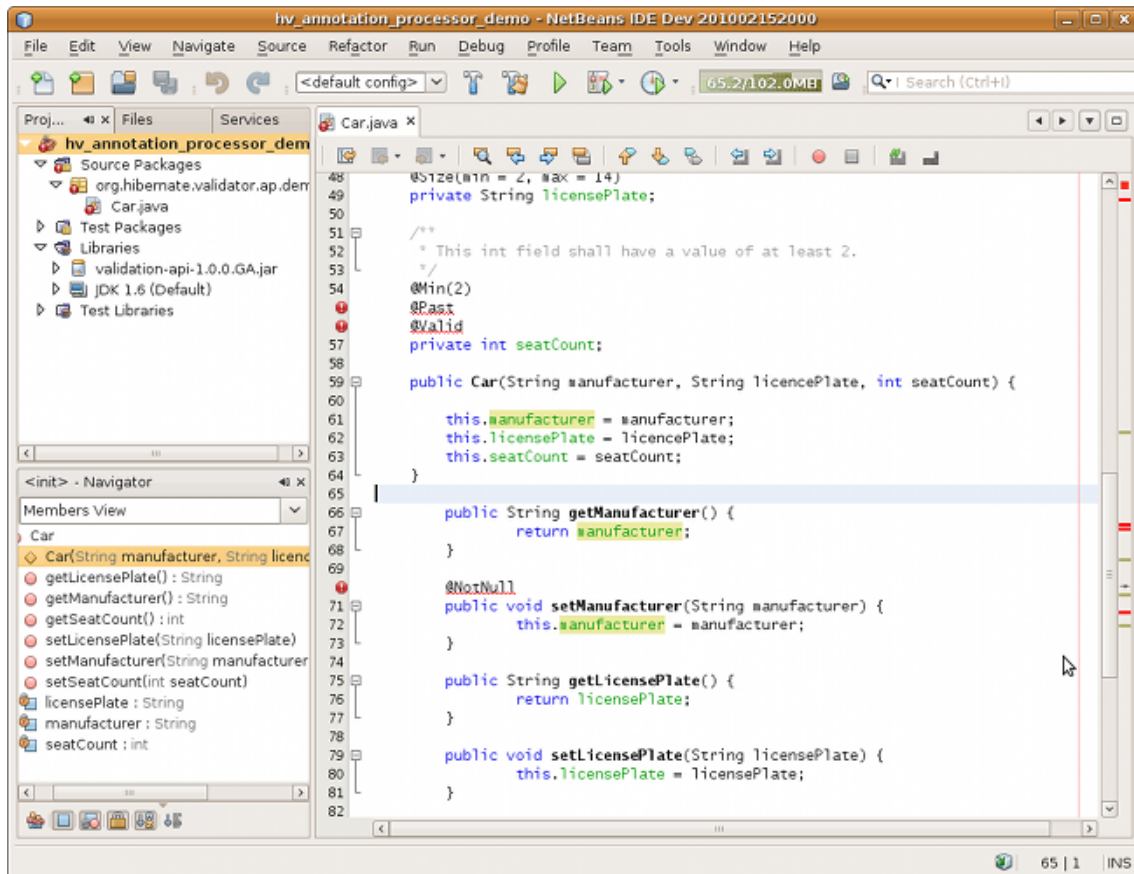 hv_annotation_processor_demo - NetBeans IDE Dev 201002152000
File Edit View Navigate Source Refactor Run Debug Profile Team Tools Window Help
<default config> 65.2/102.0MB Search (Ctrl+I)
Proj... Files Services
hv_annotation_processor_dem
Source Packages
org.hibernate.validator.ap.dem
Car.java
Test Packages
Libraries
validation-api-1.0.0.GA.jar
JDK 1.6 (Default)
Test Libraries
<init> - Navigator
Members View
Car
Car(String manufacturer, String licenc
getLicensePlate() : String
getManufacturer() : String
getSeatCount() : int
setLicensePlate(String licensePlate)
setManufacturer(String manufacturer
setSeatCount(int seatCount)
licensePlate : String
manufacturer : String
seatCount : int
Car.java
48 @Size(min = 2, max = 14)
49 private String licensePlate;
50
51 /**
52 * This int field shall have a value of at least 2.
53 */
54 @Min(2)
@Past
@Valid
57 private int seatCount;
58
59 public Car(String manufacturer, String licencePlate, int seatCount) {
60
61 this.manufacturer = manufacturer;
62 this.licensePlate = licencePlate;
63 this.seatCount = seatCount;
64 }
65
66 public String getManufacturer() {
67 return manufacturer;
68 }
69
@NotNull
71 public void setManufacturer(String manufacturer) {
72 this.manufacturer = manufacturer;
73 }
74
75 public String getLicensePlate() {
76 return licensePlate;
77 }
78
79 public void setLicensePlate(String licensePlate) {
80 this.licensePlate = licensePlate;
81 }
82
65 | 1 INS